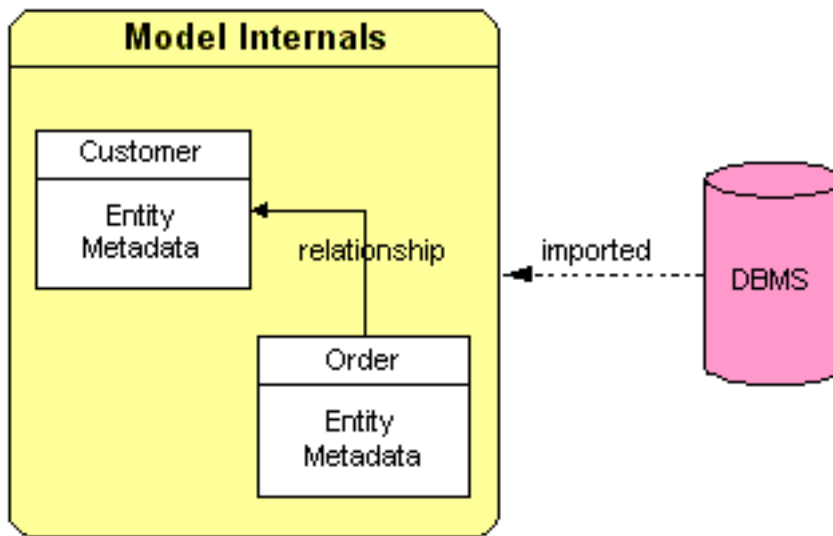 Model Internals
Customer
Entity
Metadata
relationship
imported
DBMS
Order
Entity
Metadata